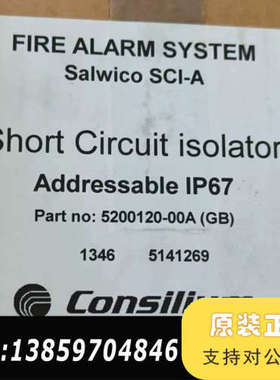 FIRE ALARM SYSTEM
Salwico SCI-A
Short Circuit isolator
Addressable IP67
Part no: 5200120-00A (GB)
1346 5141269
Consilium
:13859704846
原装正
支持对公